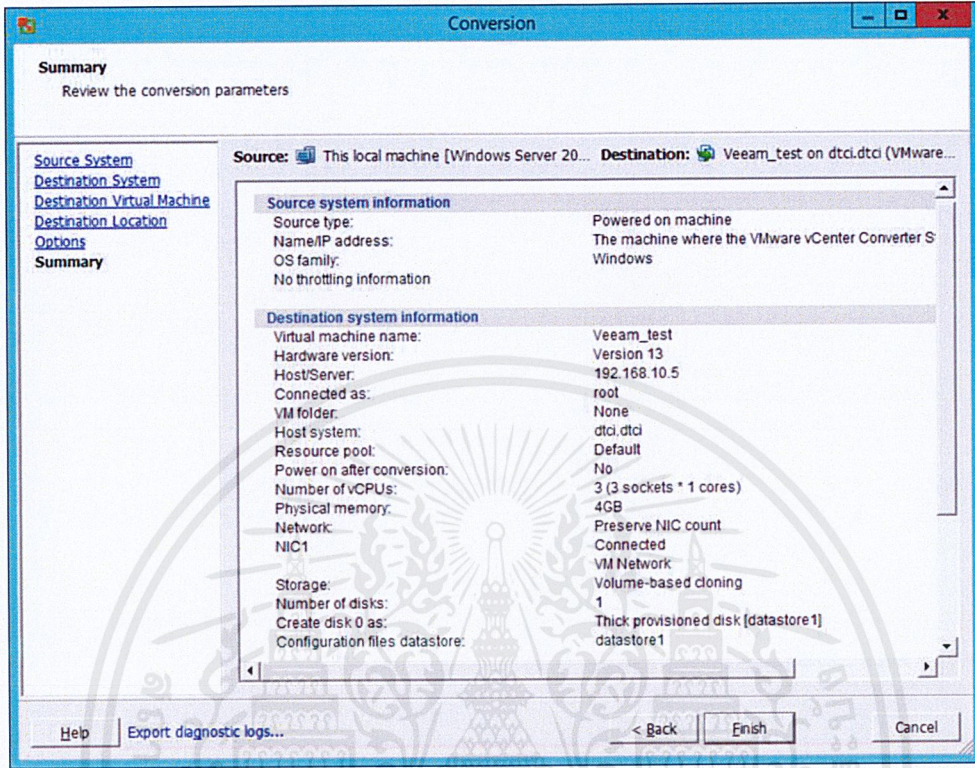 Conversion
Summary
Review the conversion parameters
Source System
Destination System
Destination Virtual Machine
Destination Location
Options
Summary
Source: This local machine [Windows Server 20... Destination: Veeam_test on dtci.dtci (VMware...
Source system information
Source type: Powered on machine
Name/IP address: The machine where the VMware vCenter Converter S
OS family: Windows
No throttling information
Destination system information
Virtual machine name: Veeam_test
Hardware version: Version 13
Host/Server: 192.168.10.5
Connected as: root
VM folder: None
Host system: dtci.dtci
Resource pool: Default
Power on after conversion: No
Number of vCPUs: 3 (3 sockets * 1 cores)
Physical memory: 4GB
Network: Preserve NIC count
NIC1 Connected
VM Network
Storage: Volume-based cloning
Number of disks: 1
Create disk 0 as: Thick provisioned disk [datastore1]
Configuration files datastore: datastore1
Help Export diagnostic logs... < Back Finish Cancel